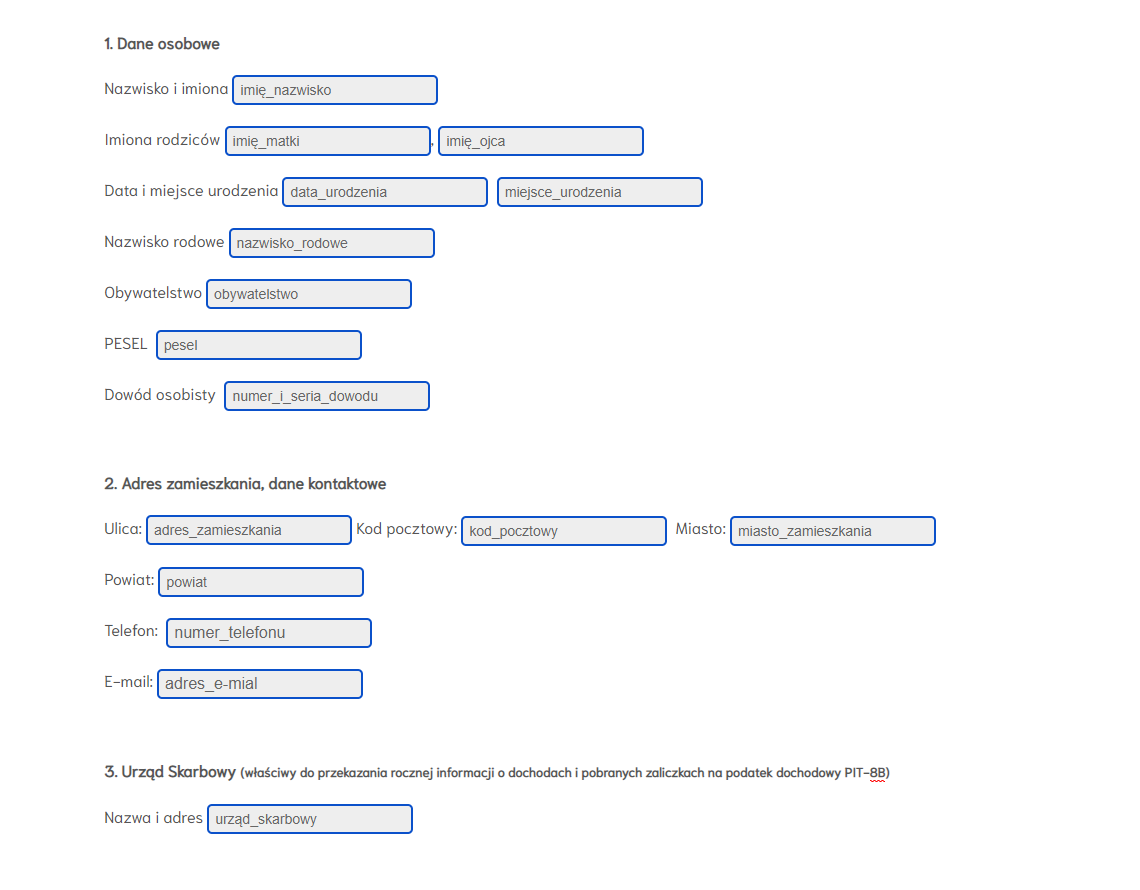 1. Dane osobowe
Nazwisko i imiona imię_nazwisko
Imiona rodziców imię_matki , imię_ojca
Data i miejsce urodzenia data_urodzenia miejsce_urodzenia
Nazwisko rodowe nazwisko_rodowe
Obywatelstwo obywatelstwo
PESEL pesel
Dowód osobisty numer_i_seria_dowodu
2. Adres zamieszkania, dane kontaktowe
Ulica: adres_zamieszkania Kod pocztowy: kod_pocztowy Miasto: miasto_zamieszkania
Powiat: powiat
Telefon: numer_telefonu
E-mail: adres_e-mial
3. Urząd Skarbowy (właściwy do przekazania rocznej informacji o dochodach i pobranych zaliczkach na podatek dochodowy PIT-8B)
Nazwa i adres urząd_skarbowy